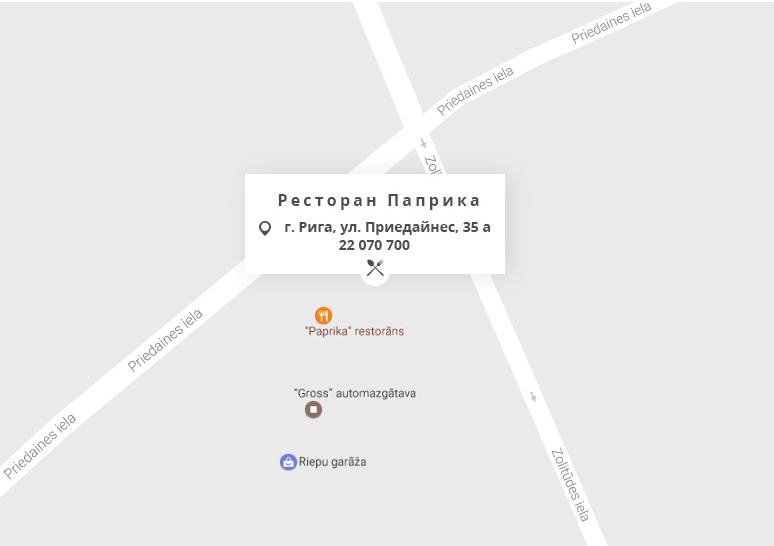 Priedaines iela
Priedaines iela
Ресторан Паприка
г. Рига, ул. Приедайнес, 35 а
22 070 700
Priedaines iela
"Paprika" restorāns
"Gross" automazgātava
Priedaines iela
Riepu garāža
Zolitūdes iela